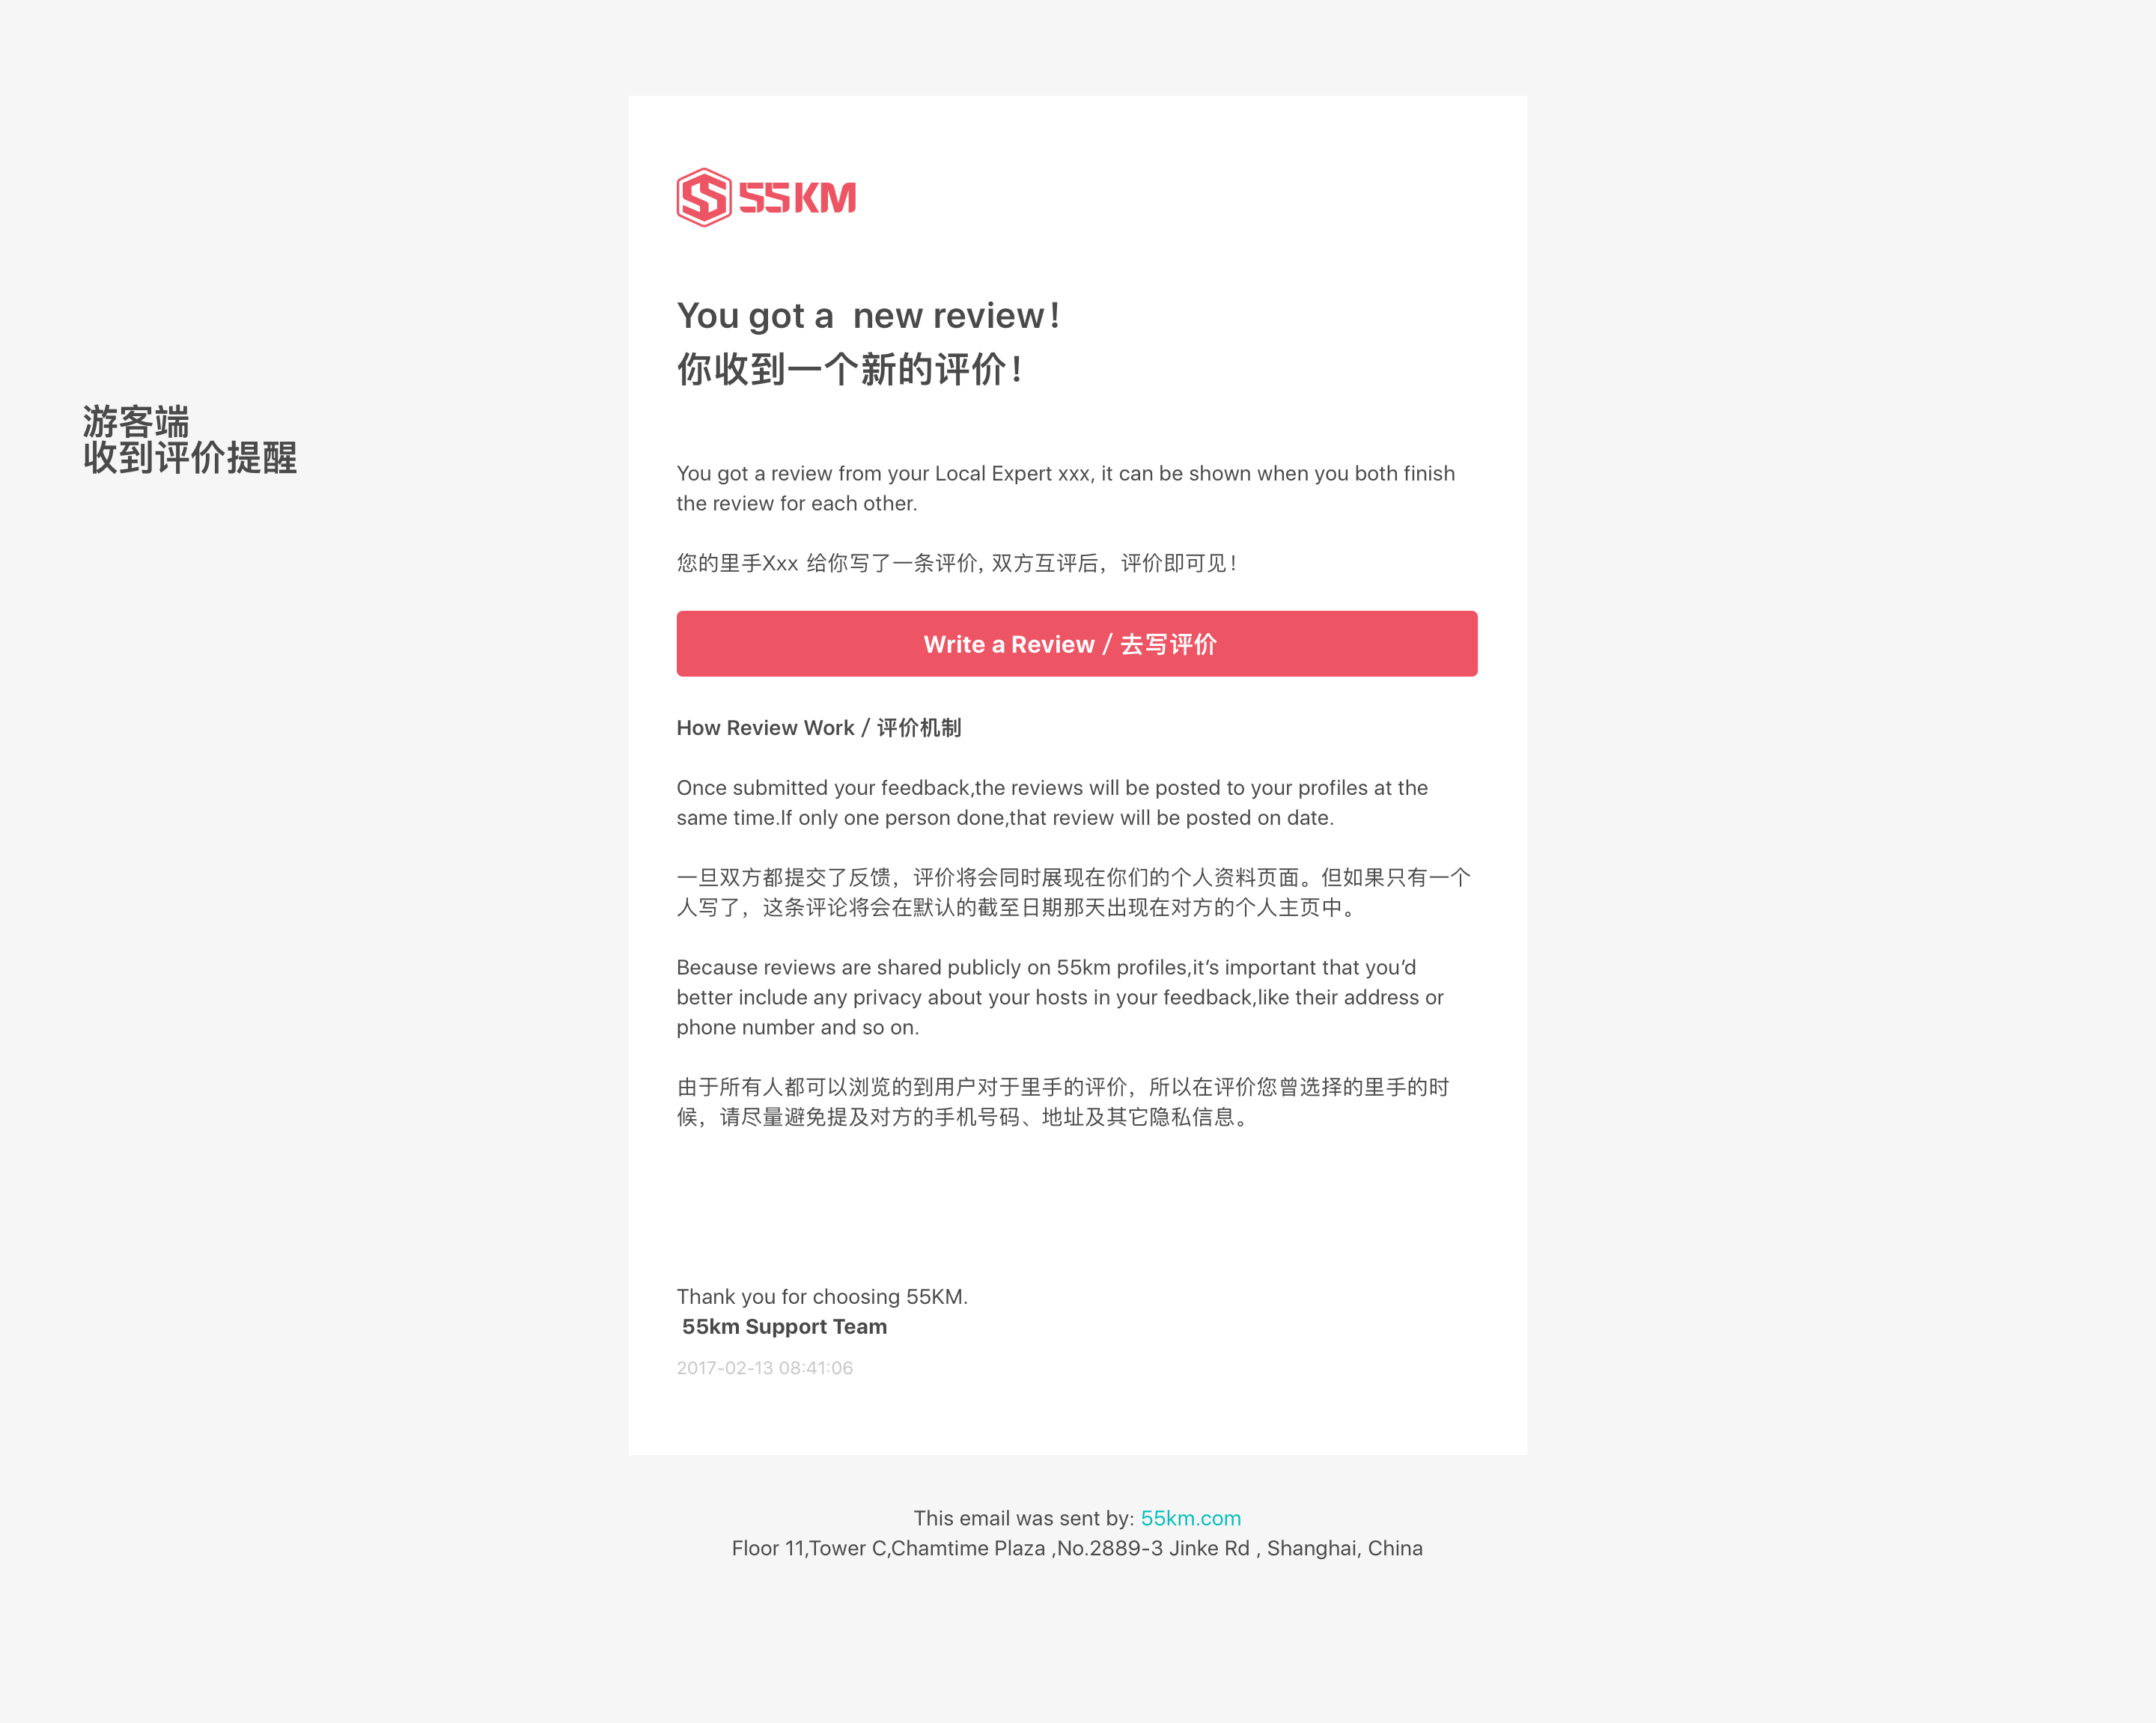 55KM
You got a  new review！
你收到一个新的评价！
游客端
收到评价提醒
You got a review from your Local Expert xxx, it can be shown when you both finish
the review for each other.
您的里手Xxx 给你写了一条评价, 双方互评后，评价即可见！
Write a Review / 去写评价
How Review Work / 评价机制
Once submitted your feedback,the reviews will be posted to your profiles at the
same time.If only one person done,that review will be posted on date.
一旦双方都提交了反馈，评价将会同时展现在你们的个人资料页面。但如果只有一个
人写了，这条评论将会在默认的截至日期那天出现在对方的个人主页中。
Because reviews are shared publicly on 55km profiles,it’s important that you’d
better include any privacy about your hosts in your feedback,like their address or
phone number and so on.
由于所有人都可以浏览的到用户对于里手的评价，所以在评价您曾选择的里手的时
候，请尽量避免提及对方的手机号码、地址及其它隐私信息。
Thank you for choosing 55KM.
55km Support Team
2017-02-13 08:41:06
This email was sent by: 55km.com
Floor 11,Tower C,Chamtime Plaza ,No.2889-3 Jinke Rd , Shanghai, China